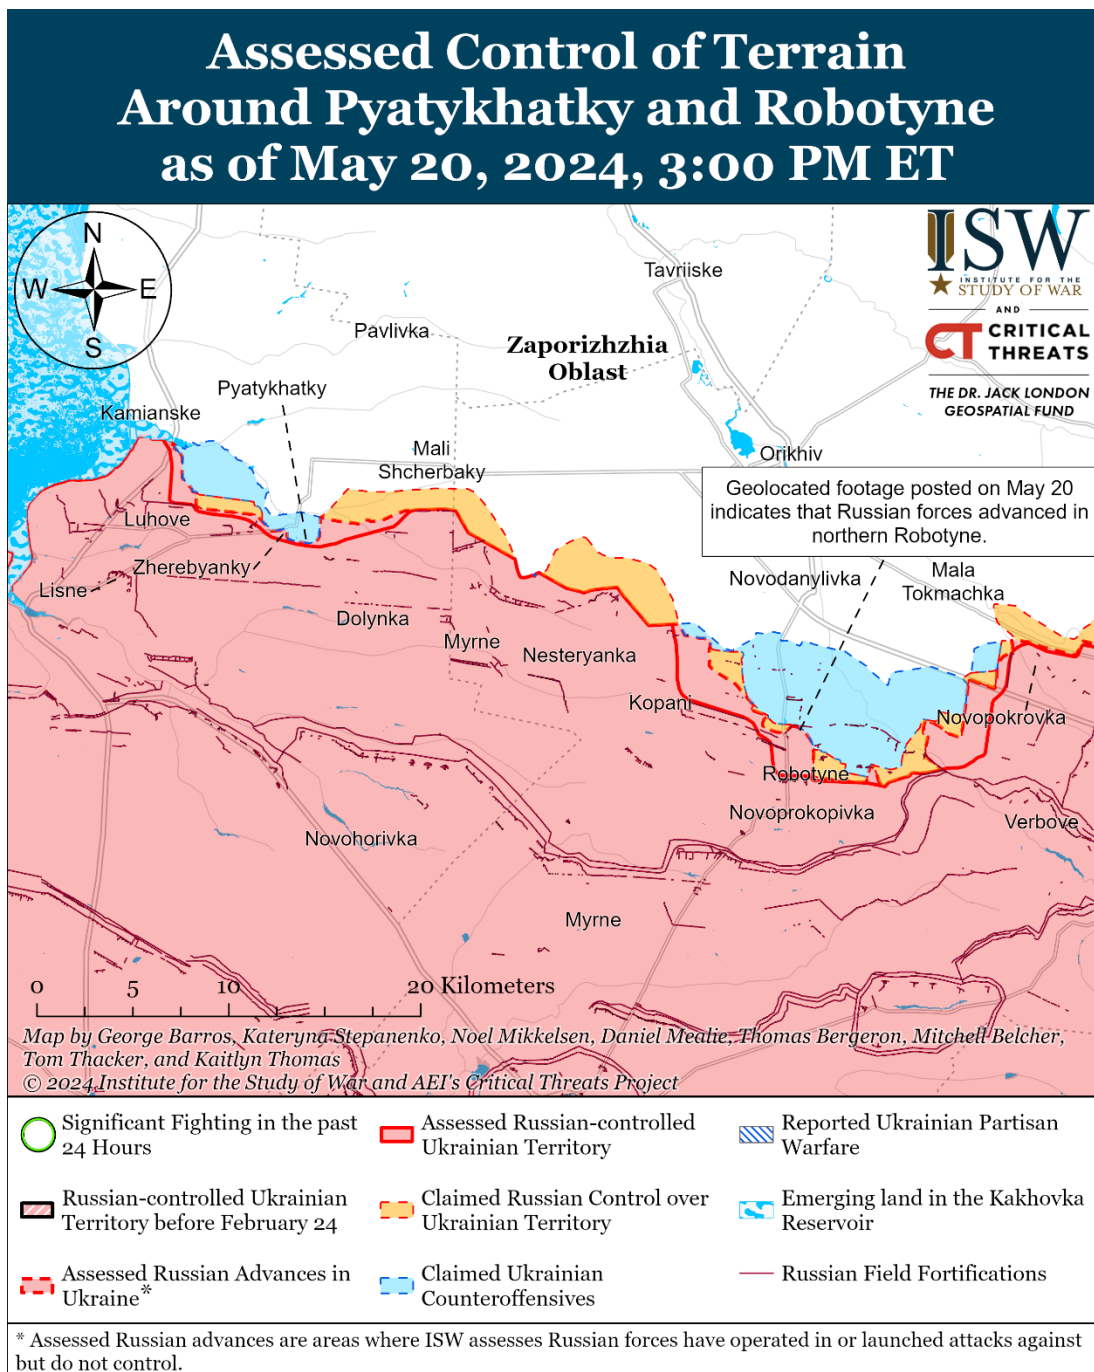 Assessed Control of Terrain
Around Pyatykhatky and Robotyne
as of May 20, 2024, 3:00 PM ET
N
W
E
S
ISW
INSTITUTE FOR THE
STUDY OF WAR
AND
CT CRITICAL
THREATS
THE DR. JACK LONDON
GEOSPATIAL FUND
Tavriiske
Pavlivka
Zaporizhzhia
Oblast
Pyatykhatky
Kamianske
Mali
Shcherbaky
Orikhiv
Geolocated footage posted on May 20
indicates that Russian forces advanced in
northern Robotyne.
Luhove
Zherebyanky
Lisne
Novodanylivka
Mala
Tokmachka
Dolynka
Myrne
Nesteryanka
Kopani
Novopokrovka
Robotyne
Novoprokopivka
Verbove
Novohorivka
Myrne
0
5
10
20 Kilometers
Map by George Barros, Kateryna Stepanenko, Noel Mikkelsen, Daniel Mealie, Thomas Bergeron, Mitchell Belcher,
Tom Thacker, and Kaitlyn Thomas
© 2024 Institute for the Study of War and AEI's Critical Threats Project
Significant Fighting in the past
24 Hours
Assessed Russian-controlled
Ukrainian Territory
Reported Ukrainian Partisan
Warfare
Russian-controlled Ukrainian
Territory before February 24
Claimed Russian Control over
Ukrainian Territory
Emerging land in the Kakhovka
Reservoir
Assessed Russian Advances in
Ukraine*
Claimed Ukrainian
Counteroffensives
Russian Field Fortifications
* Assessed Russian advances are areas where ISW assesses Russian forces have operated in or launched attacks against
but do not control.